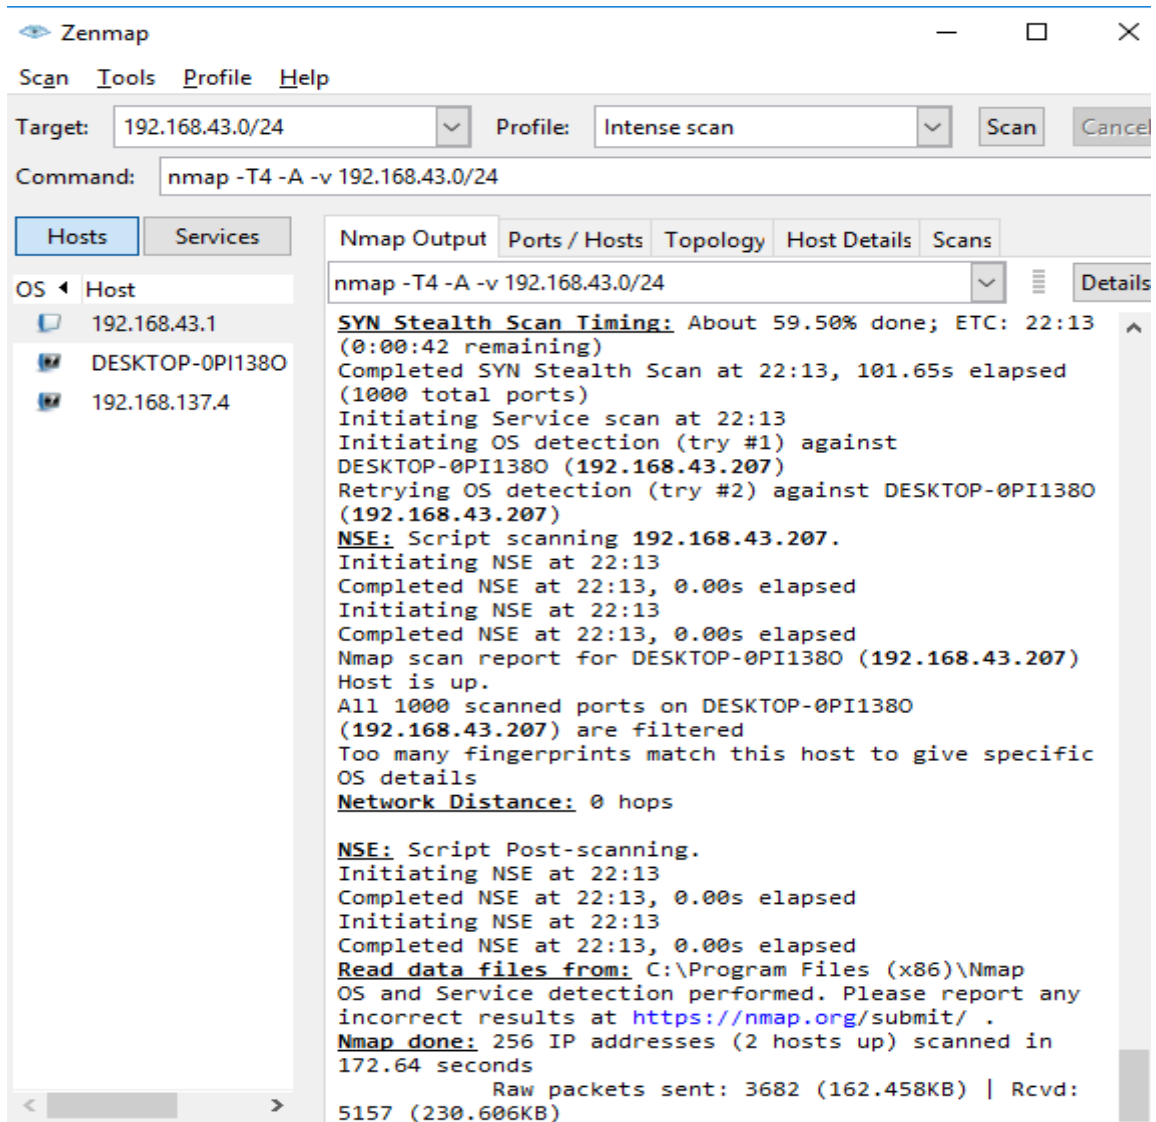 Zenmap
Scan Tools Profile Help
Target: 192.168.43.0/24 Profile: Intense scan Scan Cancel
Command: nmap -T4 -A -v 192.168.43.0/24
Hosts Services
Nmap Output Ports / Hosts Topology Host Details Scans
OS Host
nmap -T4 -A -v 192.168.43.0/24 Details
192.168.43.1
DESKTOP-0PI138O
192.168.137.4
SYN Stealth Scan Timing: About 59.50% done; ETC: 22:13
(0:00:42 remaining)
Completed SYN Stealth Scan at 22:13, 101.65s elapsed
(1000 total ports)
Initiating Service scan at 22:13
Initiating OS detection (try #1) against
DESKTOP-0PI138O (192.168.43.207)
Retrying OS detection (try #2) against DESKTOP-0PI138O
(192.168.43.207)
NSE: Script scanning 192.168.43.207.
Initiating NSE at 22:13
Completed NSE at 22:13, 0.00s elapsed
Initiating NSE at 22:13
Completed NSE at 22:13, 0.00s elapsed
Nmap scan report for DESKTOP-0PI138O (192.168.43.207)
Host is up.
All 1000 scanned ports on DESKTOP-0PI138O
(192.168.43.207) are filtered
Too many fingerprints match this host to give specific
OS details
Network Distance: 0 hops
NSE: Script Post-scanning.
Initiating NSE at 22:13
Completed NSE at 22:13, 0.00s elapsed
Initiating NSE at 22:13
Completed NSE at 22:13, 0.00s elapsed
Read data files from: C:\Program Files (x86)\Nmap
OS and Service detection performed. Please report any
incorrect results at https://nmap.org/submit/ .
Nmap done: 256 IP addresses (2 hosts up) scanned in
172.64 seconds
Raw packets sent: 3682 (162.458KB) | Rcvd:
5157 (230.606KB)